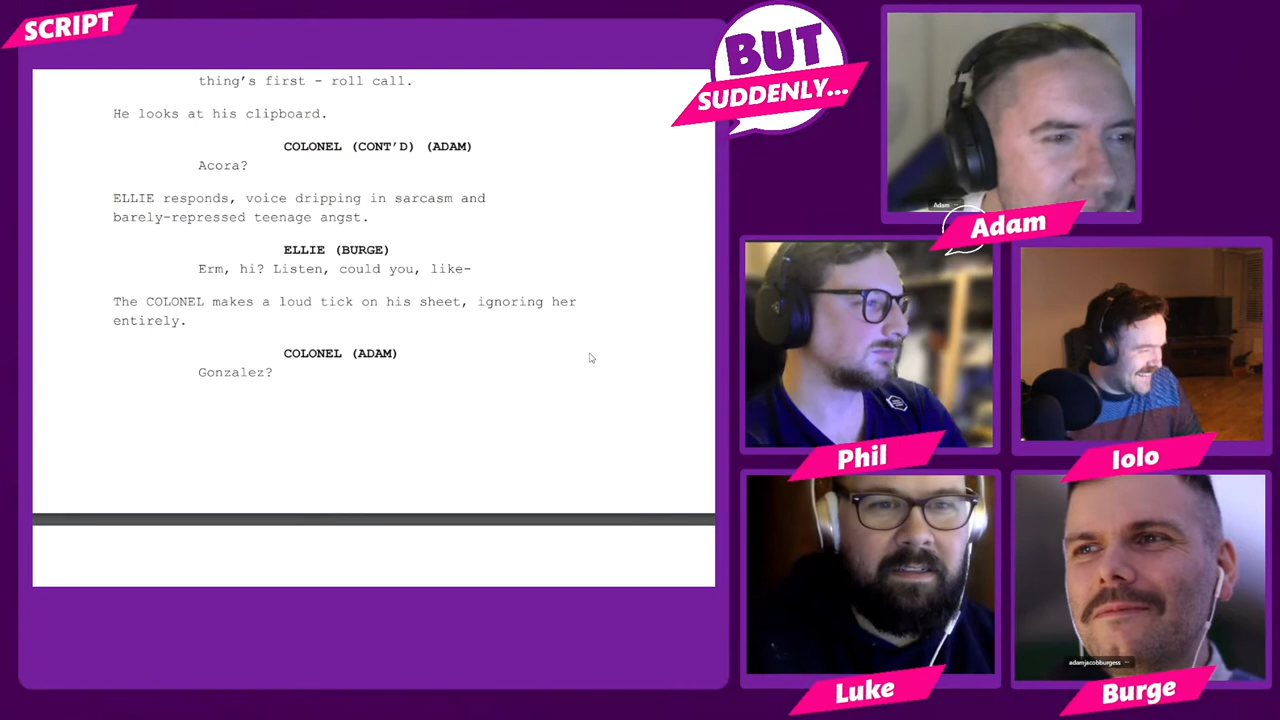 SCRIPT
thing's first - roll call.
He looks at his clipboard.
COLONEL (CONT'D) (ADAM)
Acora?
ELLIE responds, voice dripping in sarcasm and
barely-repressed teenage angst.
ELLIE (BURGE)
Erm, hi? Listen, could you, like-
The COLONEL makes a loud tick on his sheet, ignoring her
entirely.
COLONEL (ADAM)
Gonzalez?
BUT
SUDDENLY...
Adam
Adam
Phil
Iolo
Luke
adamjacobburgess
Burge